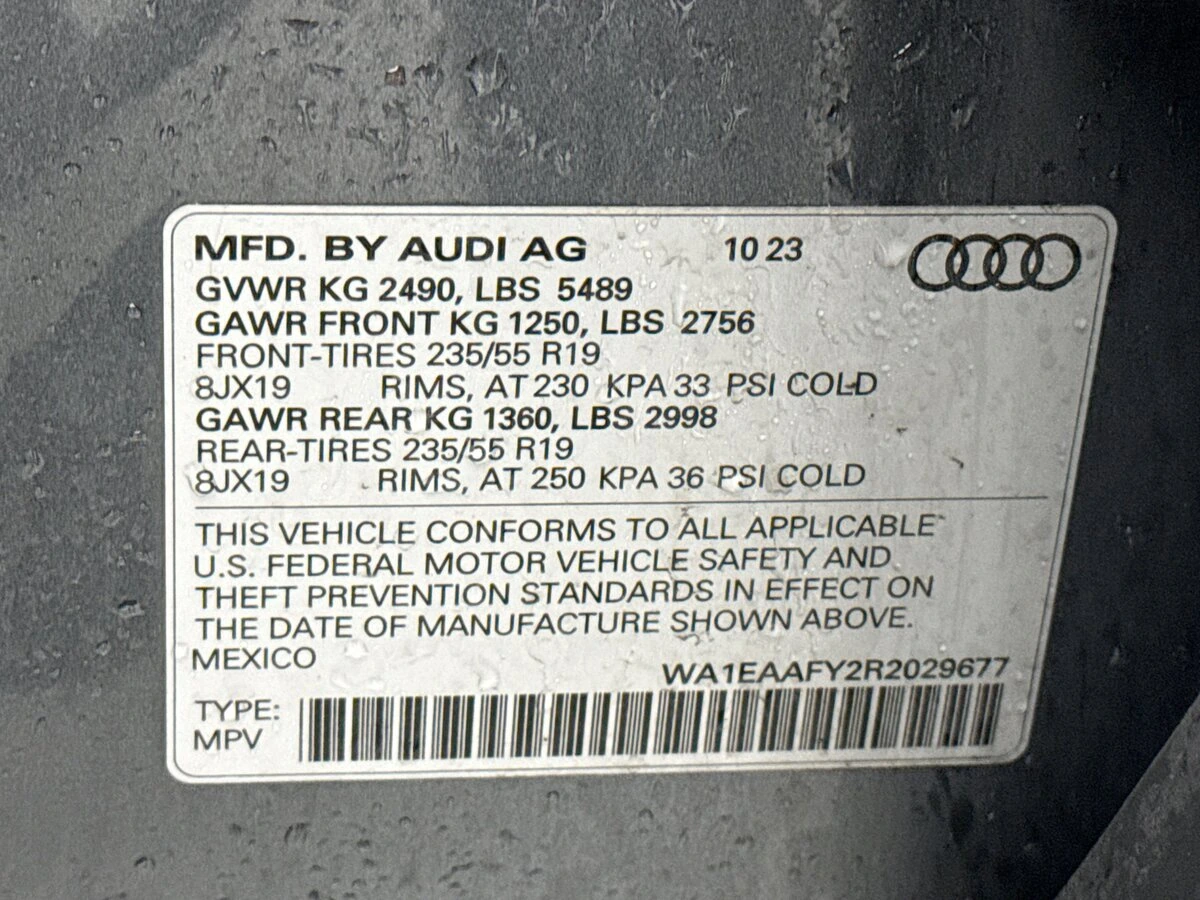 MFD. BY AUDI AG 10 23
GVWR KG 2490, LBS 5489
GAWR FRONT KG 1250, LBS 2756
FRONT-TIRES 235/55 R19
8JX19 RIMS, AT 230 KPA 33 PSI COLD
GAWR REAR KG 1360, LBS 2998
REAR-TIRES 235/55 R19
8JX19 RIMS, AT 250 KPA 36 PSI COLD
THIS VEHICLE CONFORMS TO ALL APPLICABLE
U.S. FEDERAL MOTOR VEHICLE SAFETY AND
THEFT PREVENTION STANDARDS IN EFFECT ON
THE DATE OF MANUFACTURE SHOWN ABOVE.
MEXICO WA1EAAFY2R2029677
TYPE:
MPV